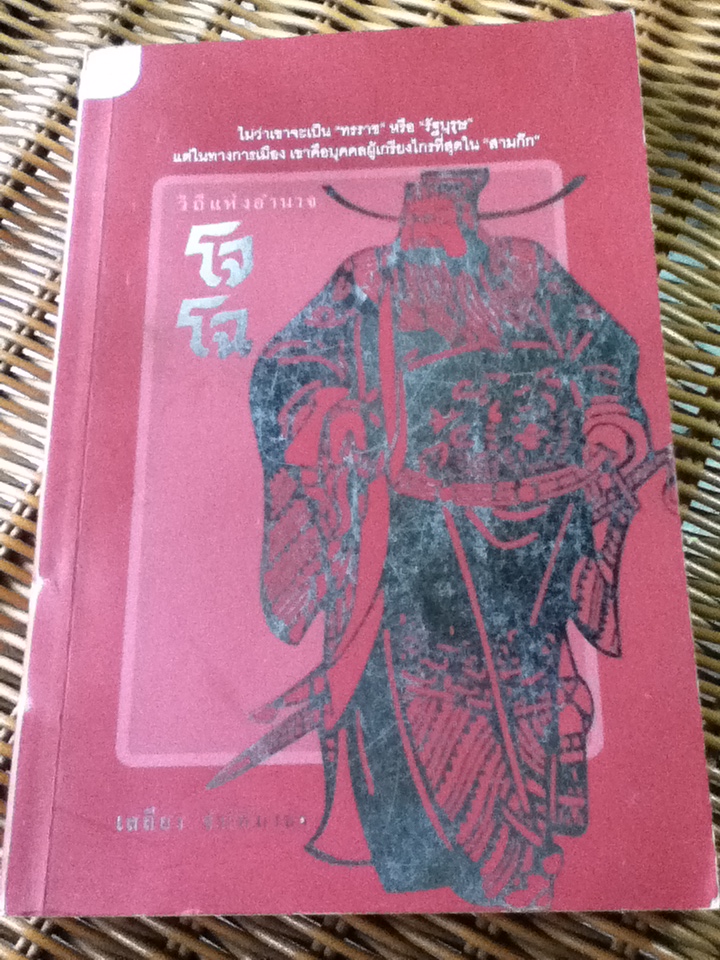 ไม่ว่าเขาจะเป็น "ทรราช" หรือ "รัฐบุรุษ"
แต่ในทางการเมือง เขาคือบุคคลผู้เกรียงไกรที่สุดใน "สามก๊ก"
วิถีแห่งอำนาจ
โจ
โฉ
เสถียร